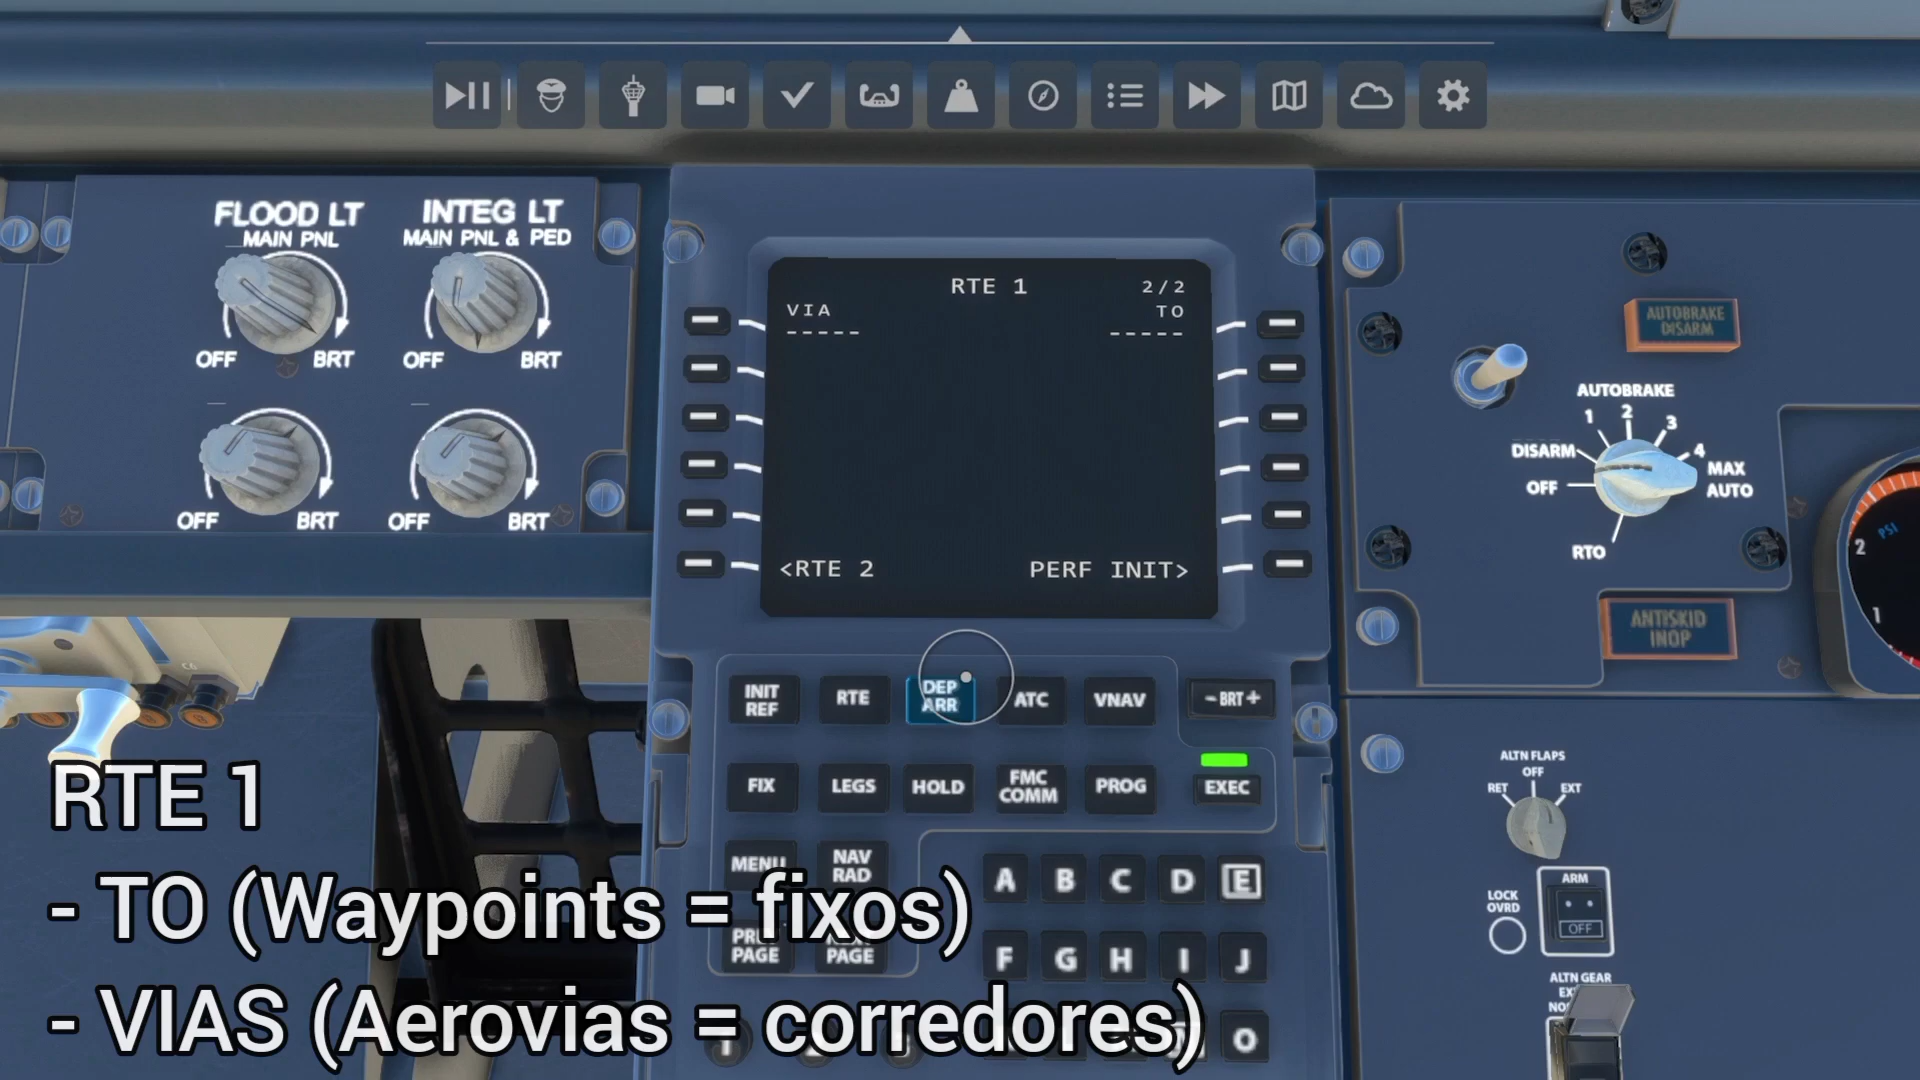 FLOOD LT
MAIN PNL
OFF BRT
INTEG LT
MAIN PNL & PED
OFF BRT
OFF BRT
OFF BRT
C6
RTE 1 2/2
VIA TO
----- -----
<RTE 2 PERF INIT>
INIT REF
RTE
DEP ARR
ATC
VNAV
- BRT +
FIX
LEGS
HOLD
FMC COMM
PROG
EXEC
MENU
NAV RAD
PAGE
PAGE
A B C D E
F G H I J
O
AUTOBRAKE
DISARM
AUTOBRAKE
1 2 3 4
DISARM
MAX
AUTO
OFF
RTO
ANTISKID
INOP
PSI
2
1
ALTN FLAPS
OFF
RET EXT
ARM
LOCK
OVRD
OFF
ALTN GEAR
RTE 1
- TO (Waypoints = fixos)
- VIAS (Aerovias = corredores)